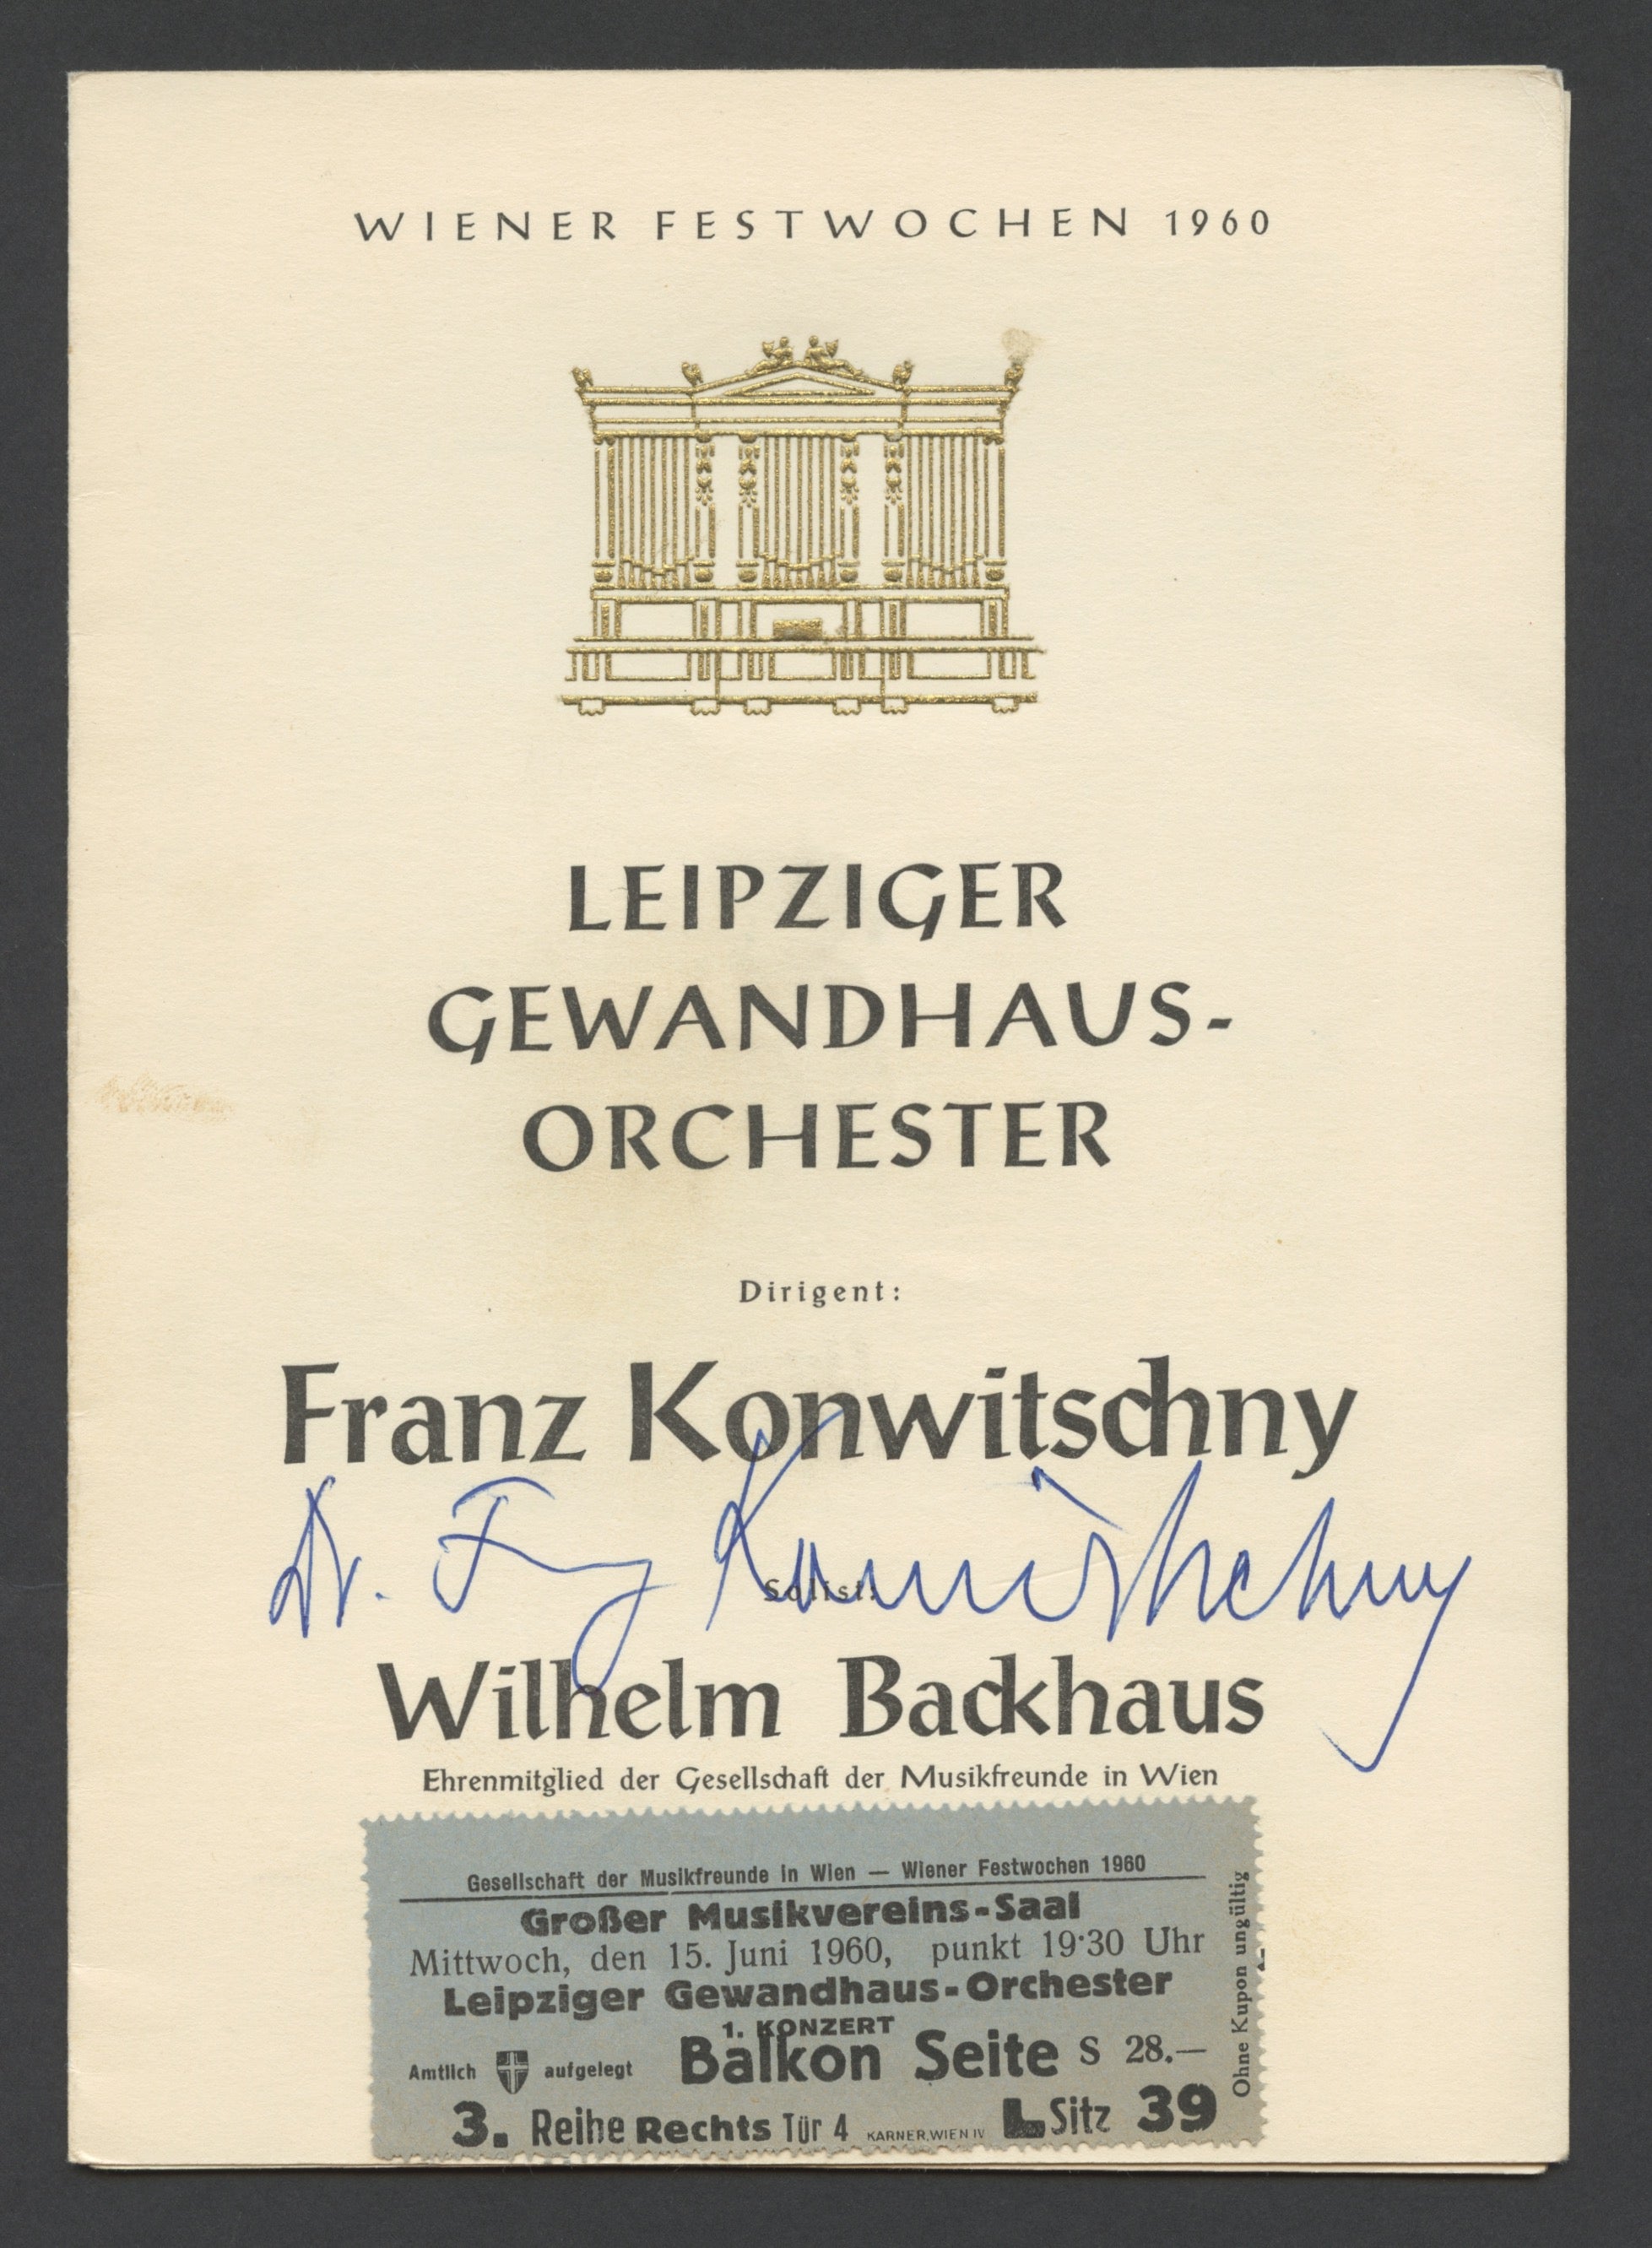 WIENER FESTWOCHEN 1960
LEIPZIGER
GEWANDHAUS-
ORCHESTER
Dirigent:
Franz Konwitschny
Dr. Franz Konwitschny
Solist:
Wilhelm Backhaus
Ehrenmitglied der Gesellschaft der Musikfreunde in Wien
Gesellschaft der Musikfreunde in Wien — Wiener Festwochen 1960
Großer Musikvereins-Saal
Mittwoch, den 15. Juni 1960, punkt 19·30 Uhr
Leipziger Gewandhaus-Orchester
1. KONZERT
Amtlich aufgelegt Balkon Seite S 28.—
3. Reihe Rechts Tür 4 KARNER, WIEN IV L Sitz 39
Ohne Kupon ungültig